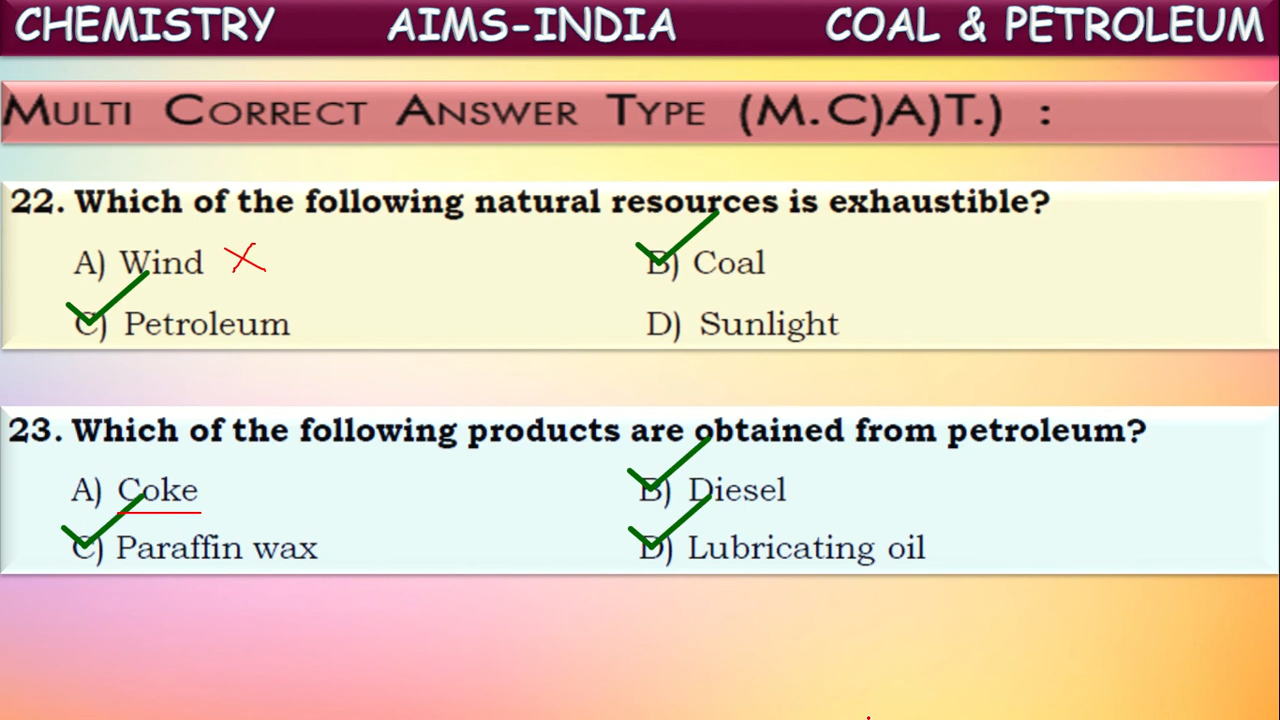 CHEMISTRY AIMS-INDIA COAL & PETROLEUM
MULTI CORRECT ANSWER TYPE (M.C)A)T.) :
22. Which of the following natural resources is exhaustible?
A) Wind B) Coal
C) Petroleum D) Sunlight
23. Which of the following products are obtained from petroleum?
A) Coke B) Diesel
C) Paraffin wax D) Lubricating oil